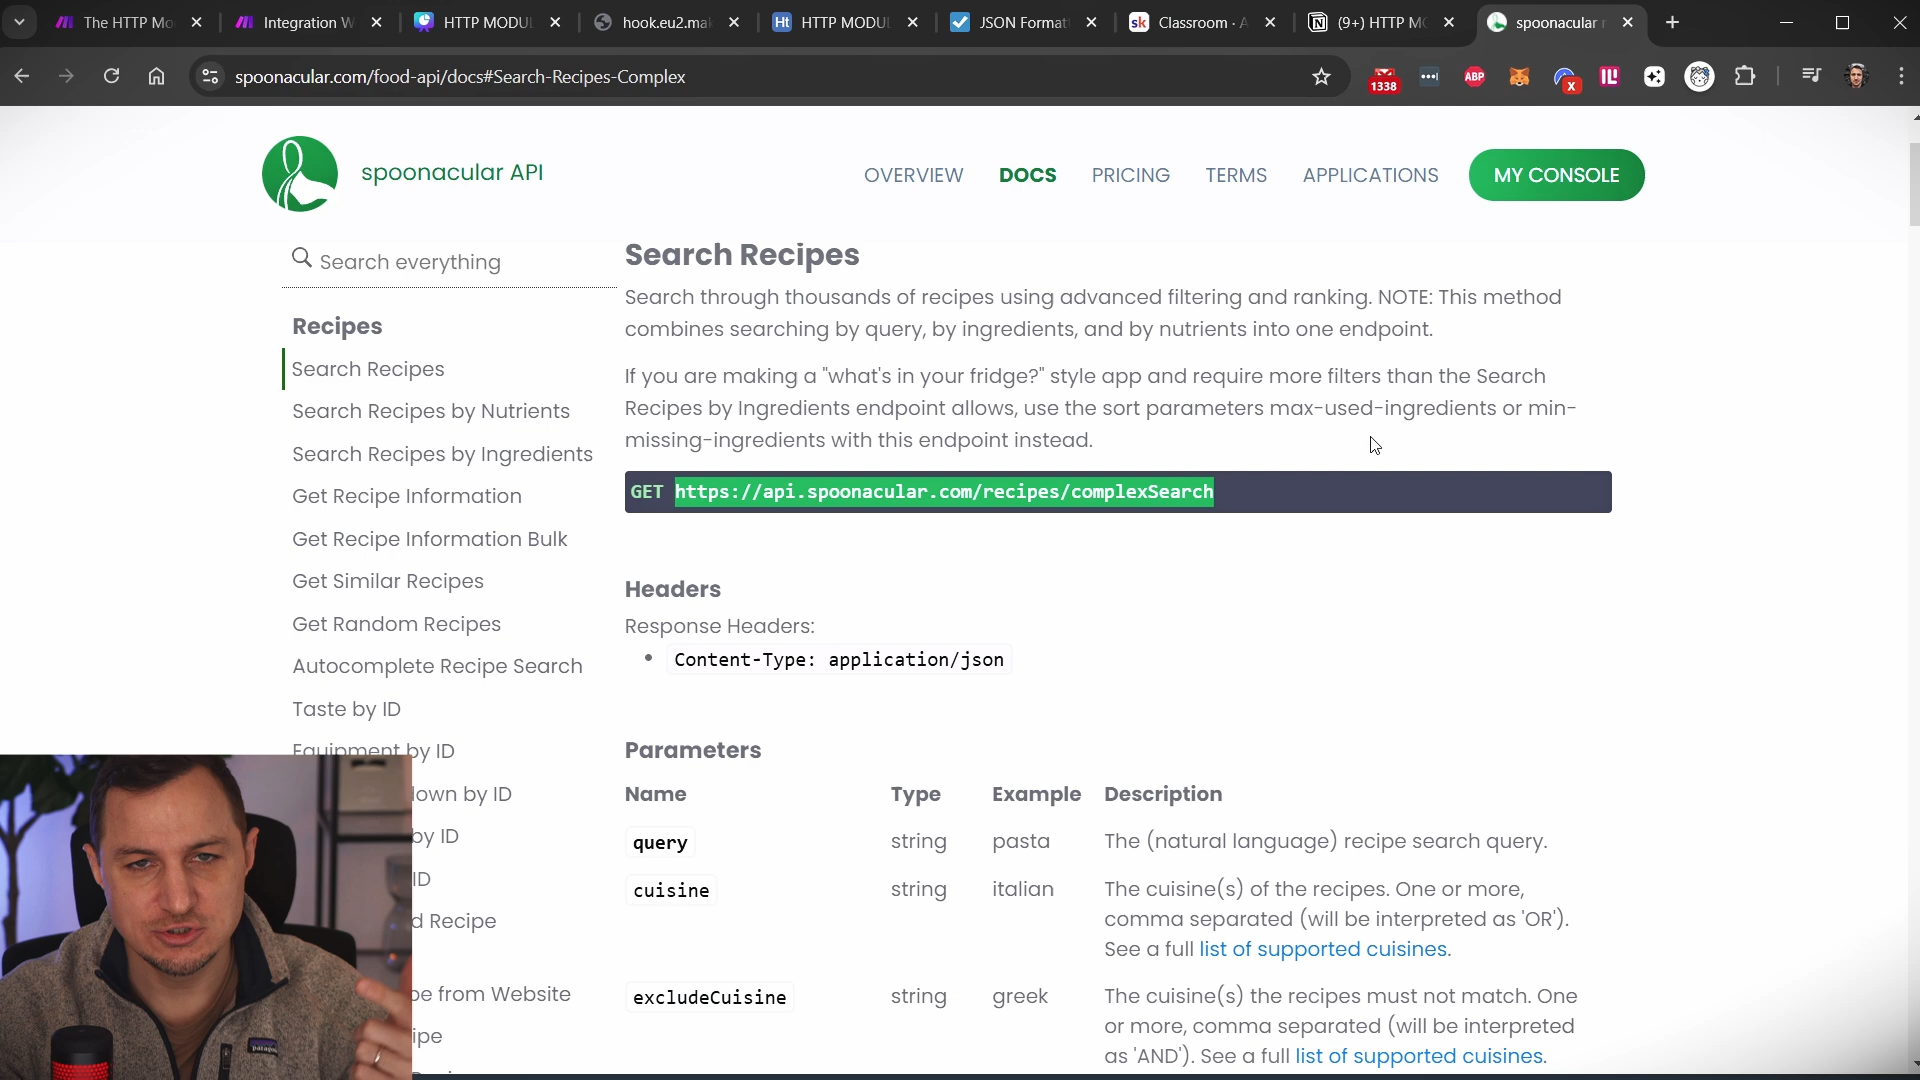 The HTTP Mo
Integration W
HTTP MODUL
hook.eu2.mak
HTTP MODUL
JSON Formatt
Classroom · A
(9+) HTTP MO
spoonacular r
spoonacular.com/food-api/docs#Search-Recipes-Complex
1338
ABP
x
spoonacular API
OVERVIEW
DOCS
PRICING
TERMS
APPLICATIONS
MY CONSOLE
Search everything
Recipes
Search Recipes
Search Recipes by Nutrients
Search Recipes by Ingredients
Get Recipe Information
Get Recipe Information Bulk
Get Similar Recipes
Get Random Recipes
Autocomplete Recipe Search
Taste by ID
Equipment by ID
down by ID
by ID
ID
d Recipe
pe from Website
ipe
Search Recipes
Search through thousands of recipes using advanced filtering and ranking. NOTE: This method
combines searching by query, by ingredients, and by nutrients into one endpoint.
If you are making a "what's in your fridge?" style app and require more filters than the Search
Recipes by Ingredients endpoint allows, use the sort parameters max-used-ingredients or min-
missing-ingredients with this endpoint instead.
GET https://api.spoonacular.com/recipes/complexSearch
Headers
Response Headers:
Content-Type: application/json
Parameters
Name Type Example Description
query string pasta The (natural language) recipe search query.
cuisine string italian The cuisine(s) of the recipes. One or more,
comma separated (will be interpreted as 'OR').
See a full list of supported cuisines.
excludeCuisine string greek The cuisine(s) the recipes must not match. One
or more, comma separated (will be interpreted
as 'AND'). See a full list of supported cuisines.
patagonia